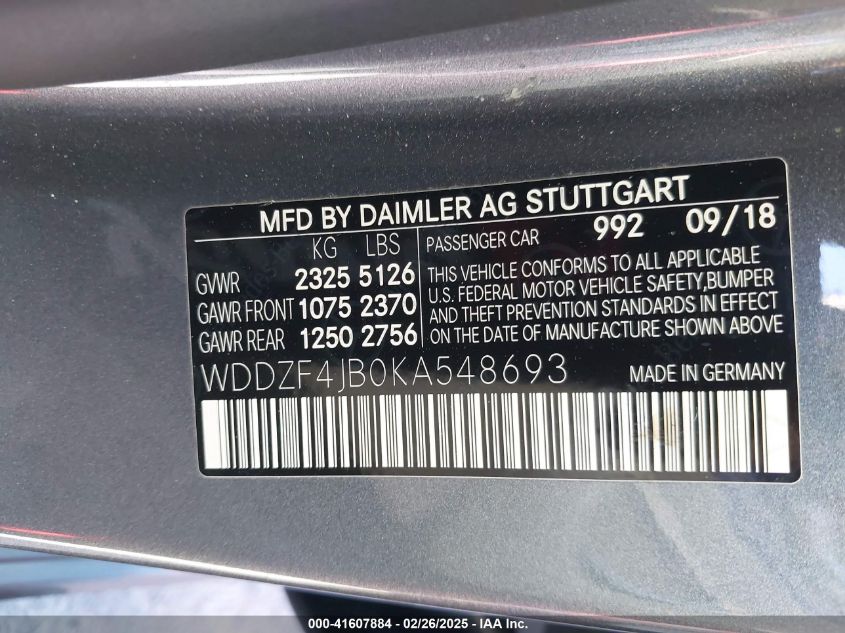 MFD BY DAIMLER AG STUTTGART
KG LBS PASSENGER CAR 992 09/18
GVWR 2325 5126
GAWR FRONT 1075 2370
GAWR REAR 1250 2756
THIS VEHICLE CONFORMS TO ALL APPLICABLE
U.S. FEDERAL MOTOR VEHICLE SAFETY,BUMPER
AND THEFT PREVENTION STANDARDS IN EFFECT
ON THE DATE OF MANUFACTURE SHOWN ABOVE
WDDZF4JB0KA548693 MADE IN GERMANY
000-41607884 / 02/26/2025 / IAA Inc.